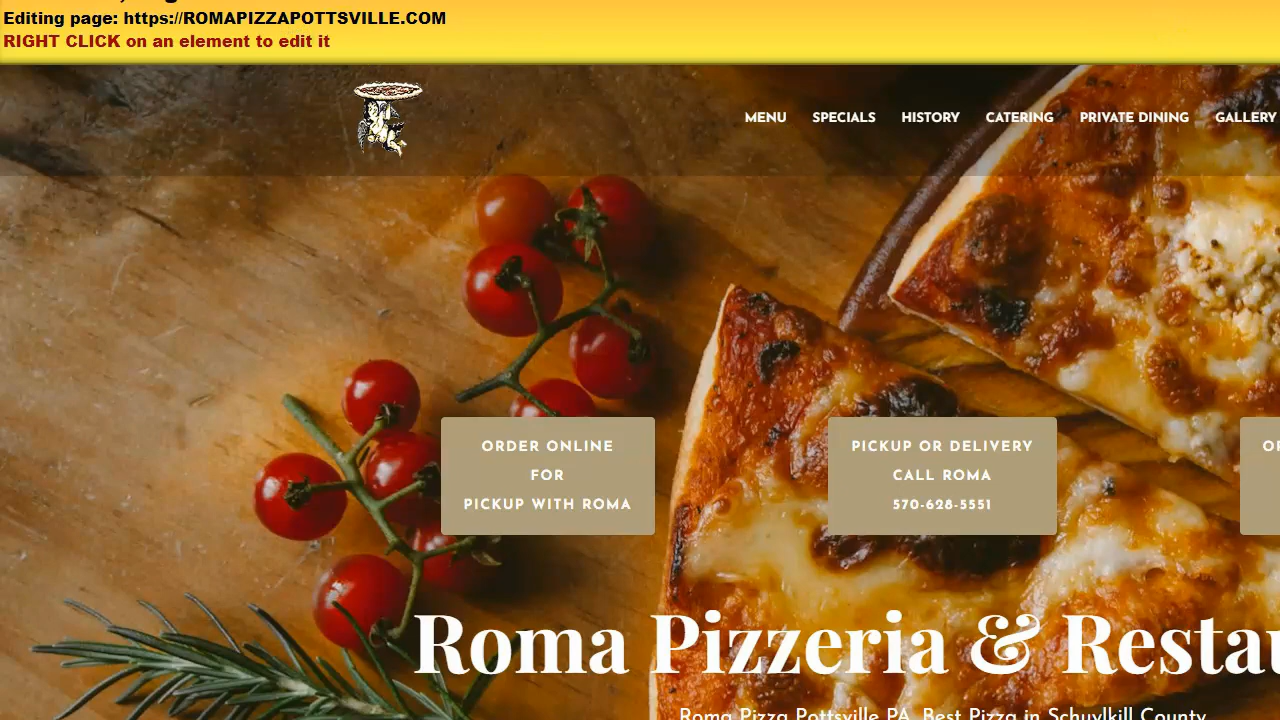 Editing page: https://ROMAPIZZAPOTTSVILLE.COM
RIGHT CLICK on an element to edit it
MENU SPECIALS HISTORY CATERING PRIVATE DINING GALLERY
ORDER ONLINE
FOR
PICKUP WITH ROMA
PICKUP OR DELIVERY
CALL ROMA
570-628-5551
Roma Pizzeria &
Roma Pizza Pottsville PA, Best Pizza in Schuylkill County